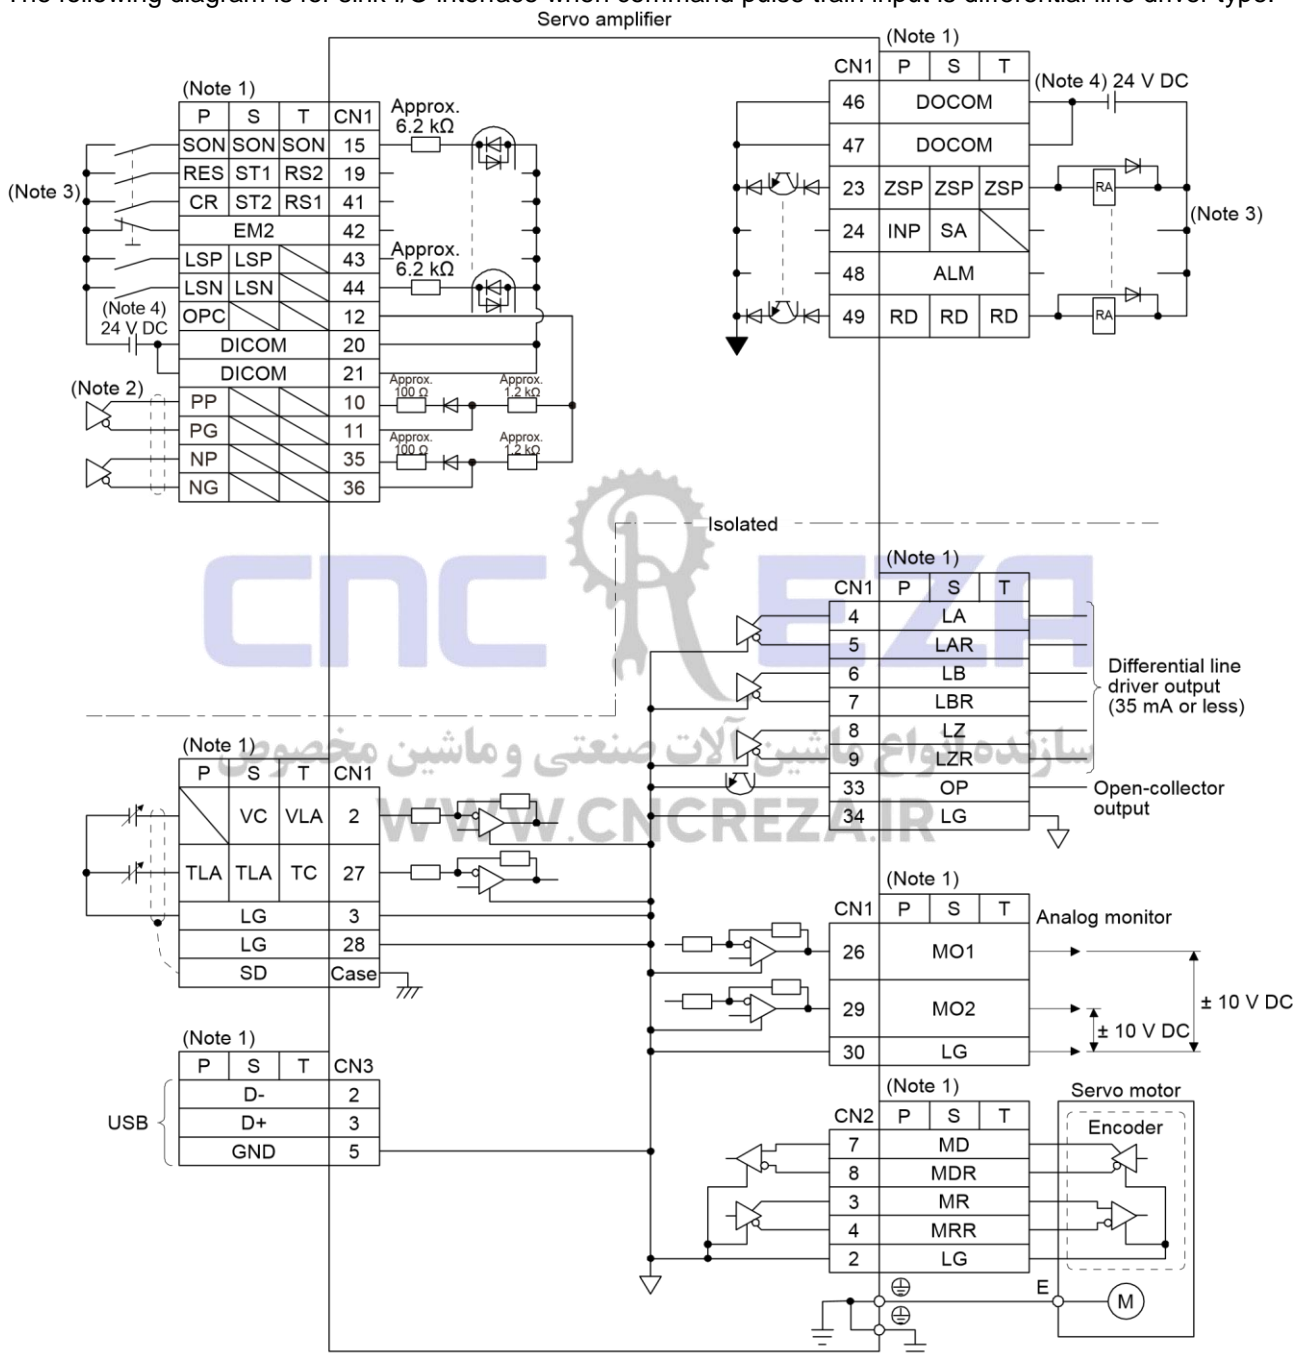 The following diagram is for sink I/O interface when command pulse train input is differential line driver type.
Servo amplifier
(Note 1)
P S T CN1
SON SON SON 15
RES ST1 RS2 19
CR ST2 RS1 41
EM2 42
LSP LSP 43
LSN LSN 44
OPC 12
DICOM 20
DICOM 21
PP 10
PG 11
NP 35
NG 36
(Note 3)
(Note 4)
24 V DC
(Note 2)
Approx.
6.2 kΩ
Approx.
6.2 kΩ
Approx.
100 Ω
Approx.
1.2 kΩ
Approx.
100 Ω
Approx.
1.2 kΩ
(Note 1)
CN1 P S T
46 DOCOM
47 DOCOM
23 ZSP ZSP ZSP
24 INP SA
48 ALM
49 RD RD RD
(Note 4) 24 V DC
RA
(Note 3)
RA
Isolated
CNC REZA
سازنده انواع ماشین آلات صنعتی و ماشین مخصوص
WWW.CNCREZA.IR
(Note 1)
CN1 P S T
4 LA
5 LAR
6 LB
7 LBR
8 LZ
9 LZR
33 OP
34 LG
Differential line
driver output
(35 mA or less)
Open-collector
output
(Note 1)
P S T CN1
VC VLA 2
TLA TLA TC 27
LG 3
LG 28
SD Case
(Note 1)
CN1 P S T
26 MO1
29 MO2
30 LG
Analog monitor
± 10 V DC
± 10 V DC
(Note 1)
P S T CN3
D- 2
D+ 3
GND 5
USB
(Note 1)
CN2 P S T
7 MD
8 MDR
3 MR
4 MRR
2 LG
Servo motor
Encoder
E
M